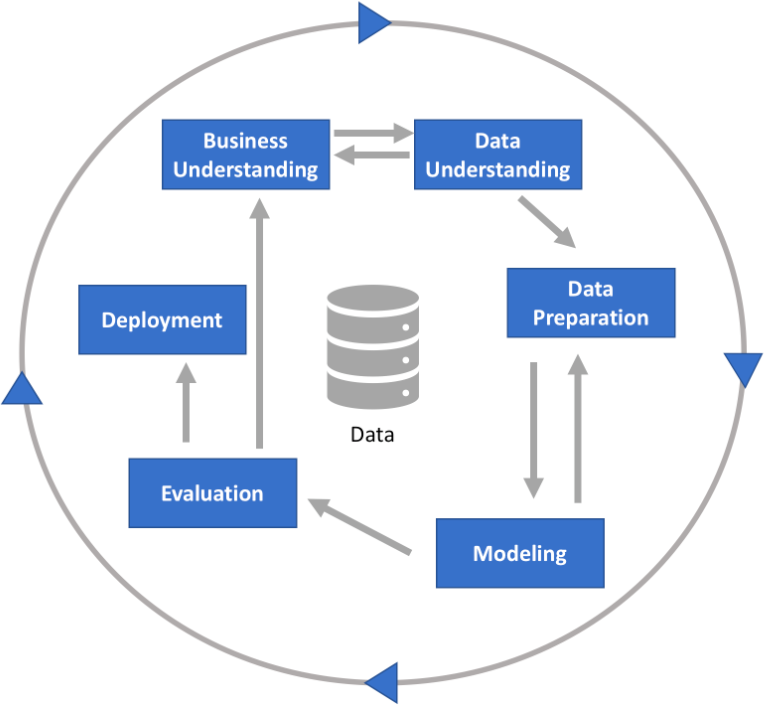 Business
Understanding
Data
Understanding
Data
Preparation
Deployment
Data
Evaluation
Modeling